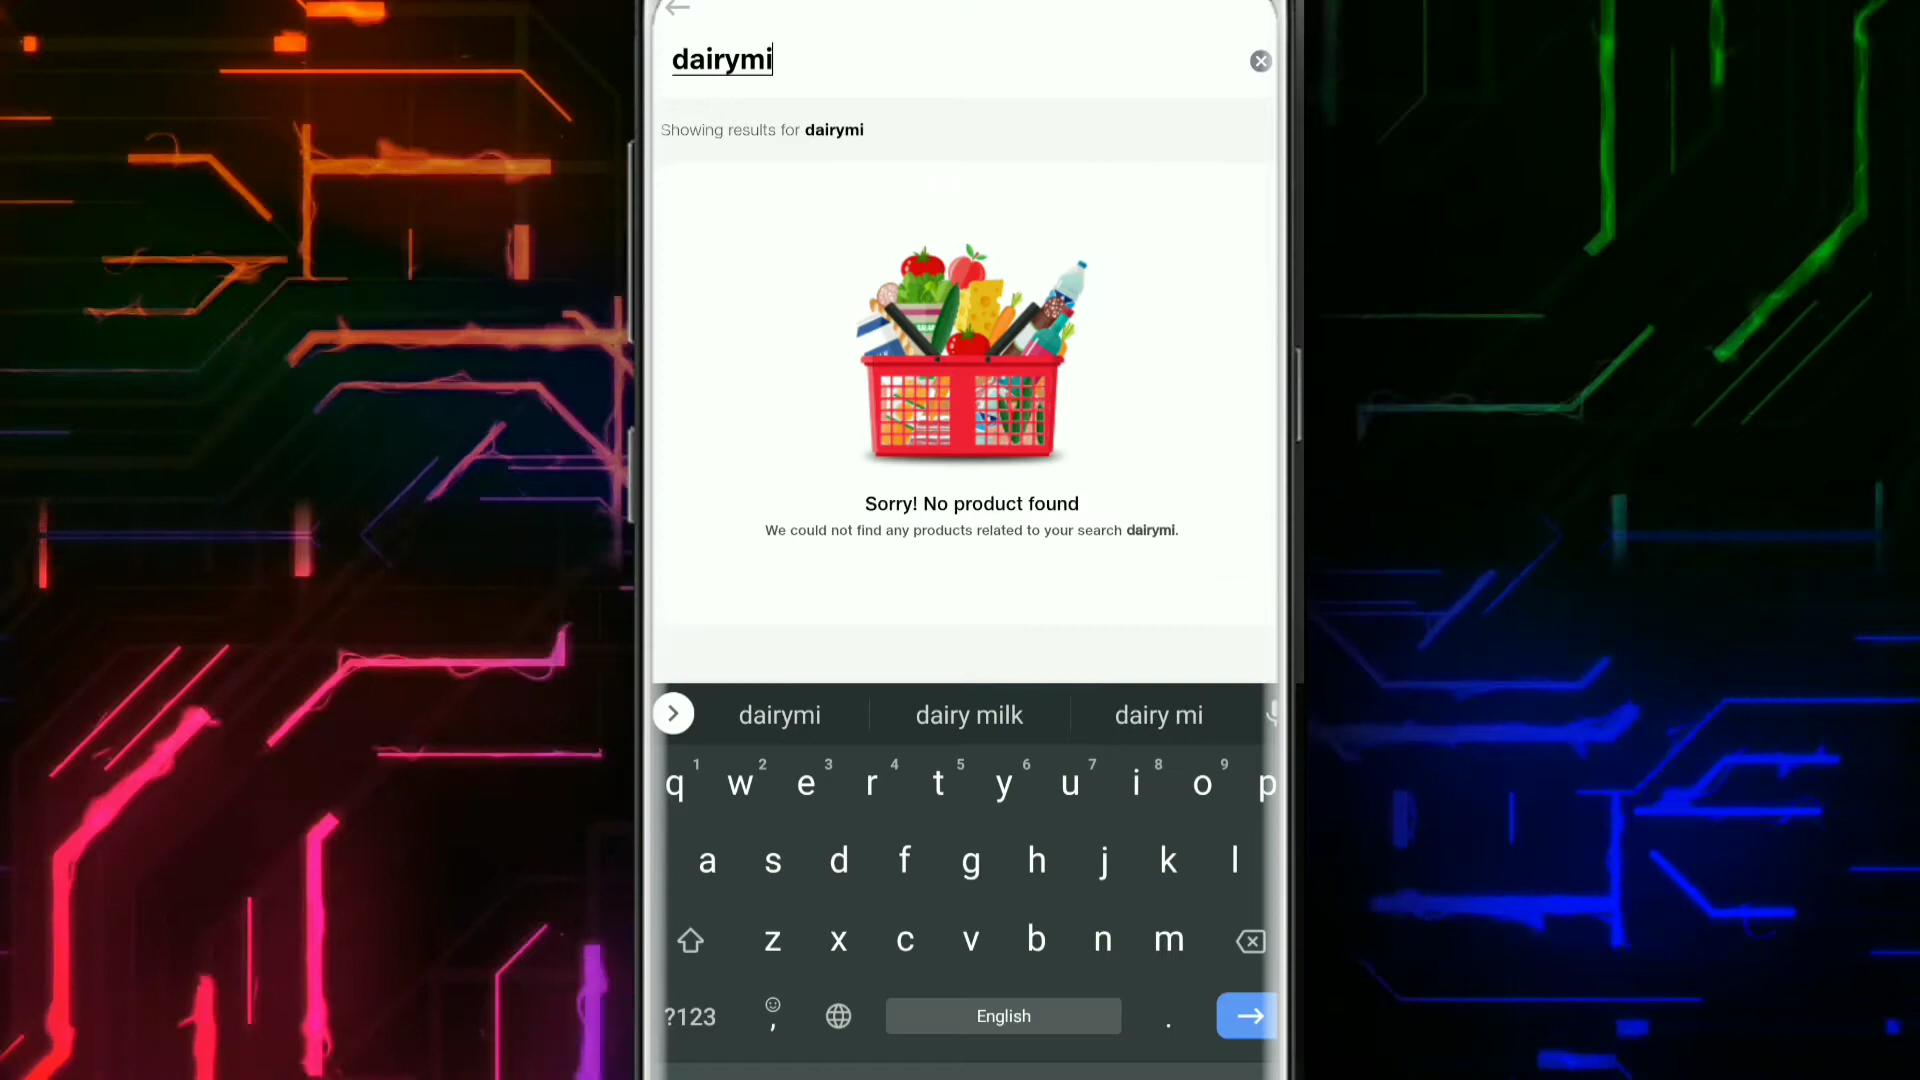 dairymi
Showing results for dairymi
Sorry! No product found
We could not find any products related to your search dairymi.
dairymi dairy milk dairy mi
q 1 w 2 e 3 r 4 t 5 y 6 u 7 i 8 o 9 p
a s d f g h j k l
z x c v b n m
?123 , English .